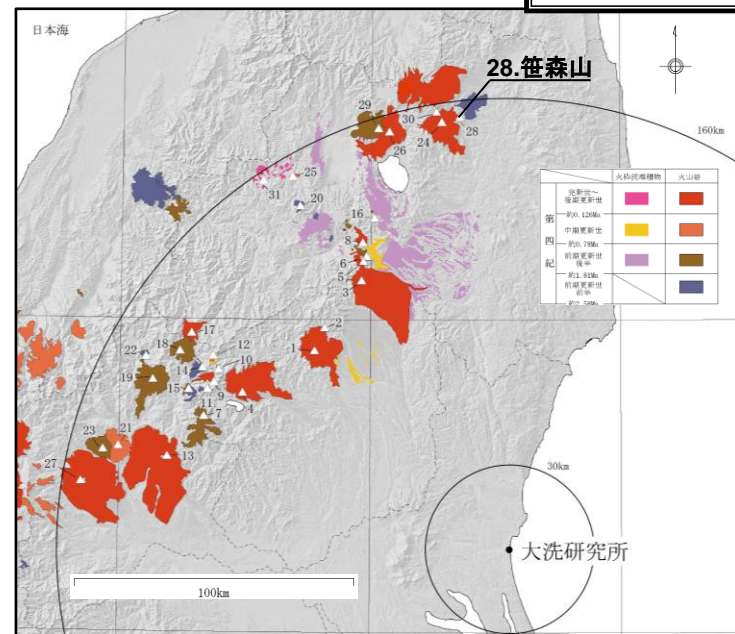 日本海
28.笹森山
160km
29
30
24
28
26
25
31
20
16
8
6
5
3
2
1
17
18
12
22
14
10
19
15
9
11
4
7
23
21
13
27
火砕流堆積物
火山岩
第四紀
完新世~
後期更新世
約0.126Ma
中期更新世
約0.78Ma
前期更新世
後半
約1.81Ma
前期更新世
前半
約2.58Ma
30km
大洗研究所
100km